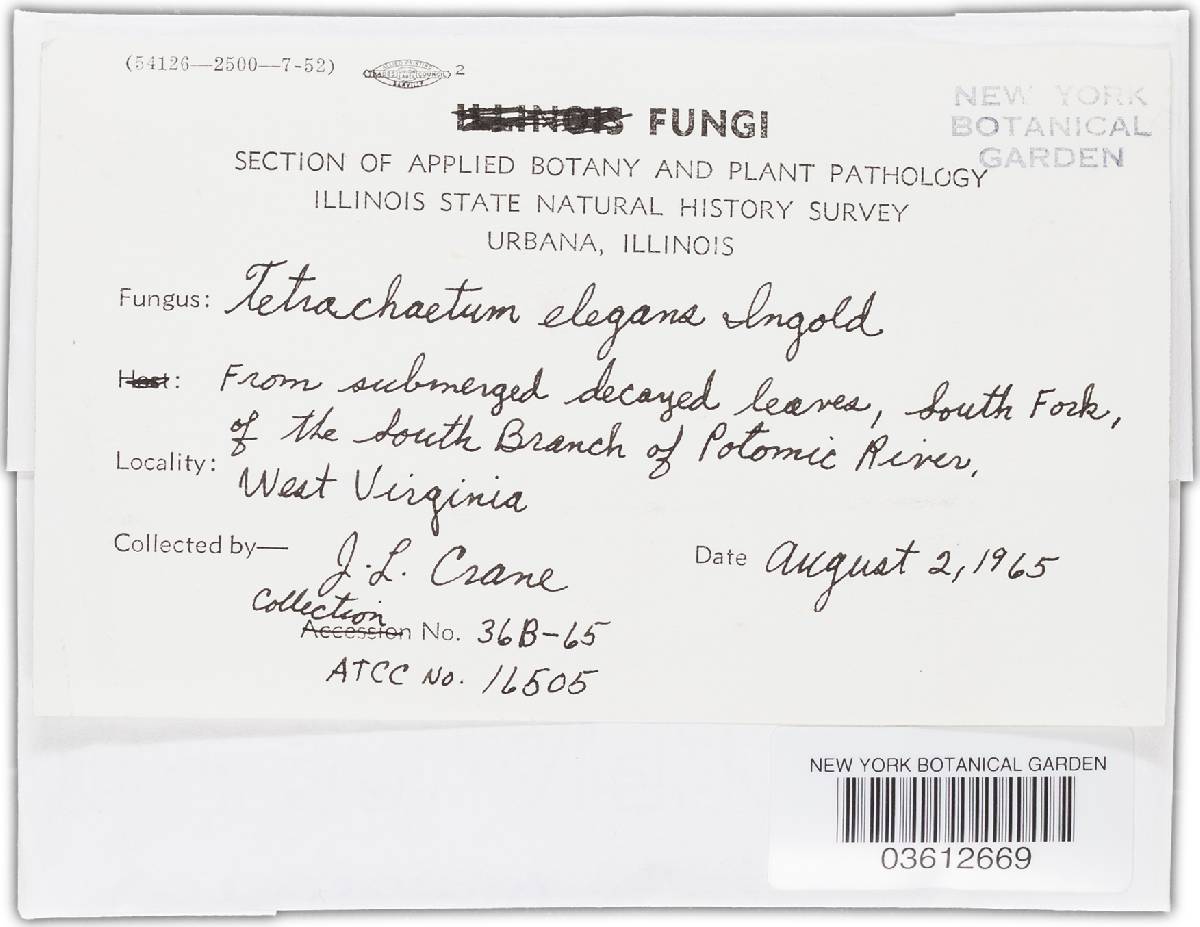 (54126—2500—7-52)
2
NEW YORK
BOTANICAL
GARDEN
ILLINOIS FUNGI
SECTION OF APPLIED BOTANY AND PLANT PATHOLOGY
ILLINOIS STATE NATURAL HISTORY SURVEY
URBANA, ILLINOIS
Fungus: Tetrachaetum elegans Ingold
Host: From submerged decayed leaves, South Fork,
of the South Branch of Potomic River,
Locality: West Virginia
Collected by— J.L. Crane Date August 2, 1965
Collection
Accession No. 36B-65
ATCC No. 16505
NEW YORK BOTANICAL GARDEN
03612669